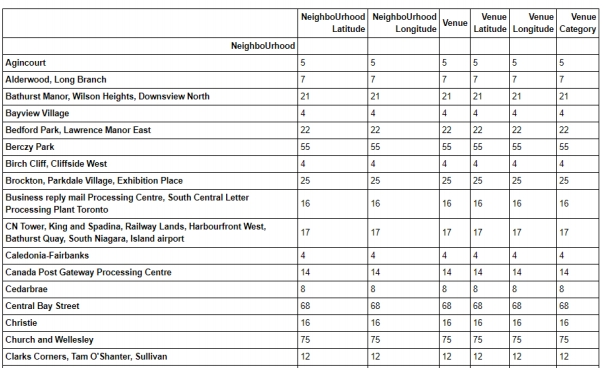 NeighboUrhood Latitude NeighboUrhood Longitude Venue Venue Latitude Venue Longitude Venue Category
NeighboUrhood
Agincourt 5 5 5 5 5 5
Alderwood, Long Branch 7 7 7 7 7 7
Bathurst Manor, Wilson Heights, Downsview North 21 21 21 21 21 21
Bayview Village 4 4 4 4 4 4
Bedford Park, Lawrence Manor East 22 22 22 22 22 22
Berczy Park 55 55 55 55 55 55
Birch Cliff, Cliffside West 4 4 4 4 4 4
Brockton, Parkdale Village, Exhibition Place 25 25 25 25 25 25
Business reply mail Processing Centre, South Central Letter
Processing Plant Toronto 16 16 16 16 16 16
CN Tower, King and Spadina, Railway Lands, Harbourfront West,
Bathurst Quay, South Niagara, Island airport 17 17 17 17 17 17
Caledonia-Fairbanks 4 4 4 4 4 4
Canada Post Gateway Processing Centre 14 14 14 14 14 14
Cedarbrae 8 8 8 8 8 8
Central Bay Street 68 68 68 68 68 68
Christie 16 16 16 16 16 16
Church and Wellesley 75 75 75 75 75 75
Clarks Corners, Tam O'Shanter, Sullivan 12 12 12 12 12 12